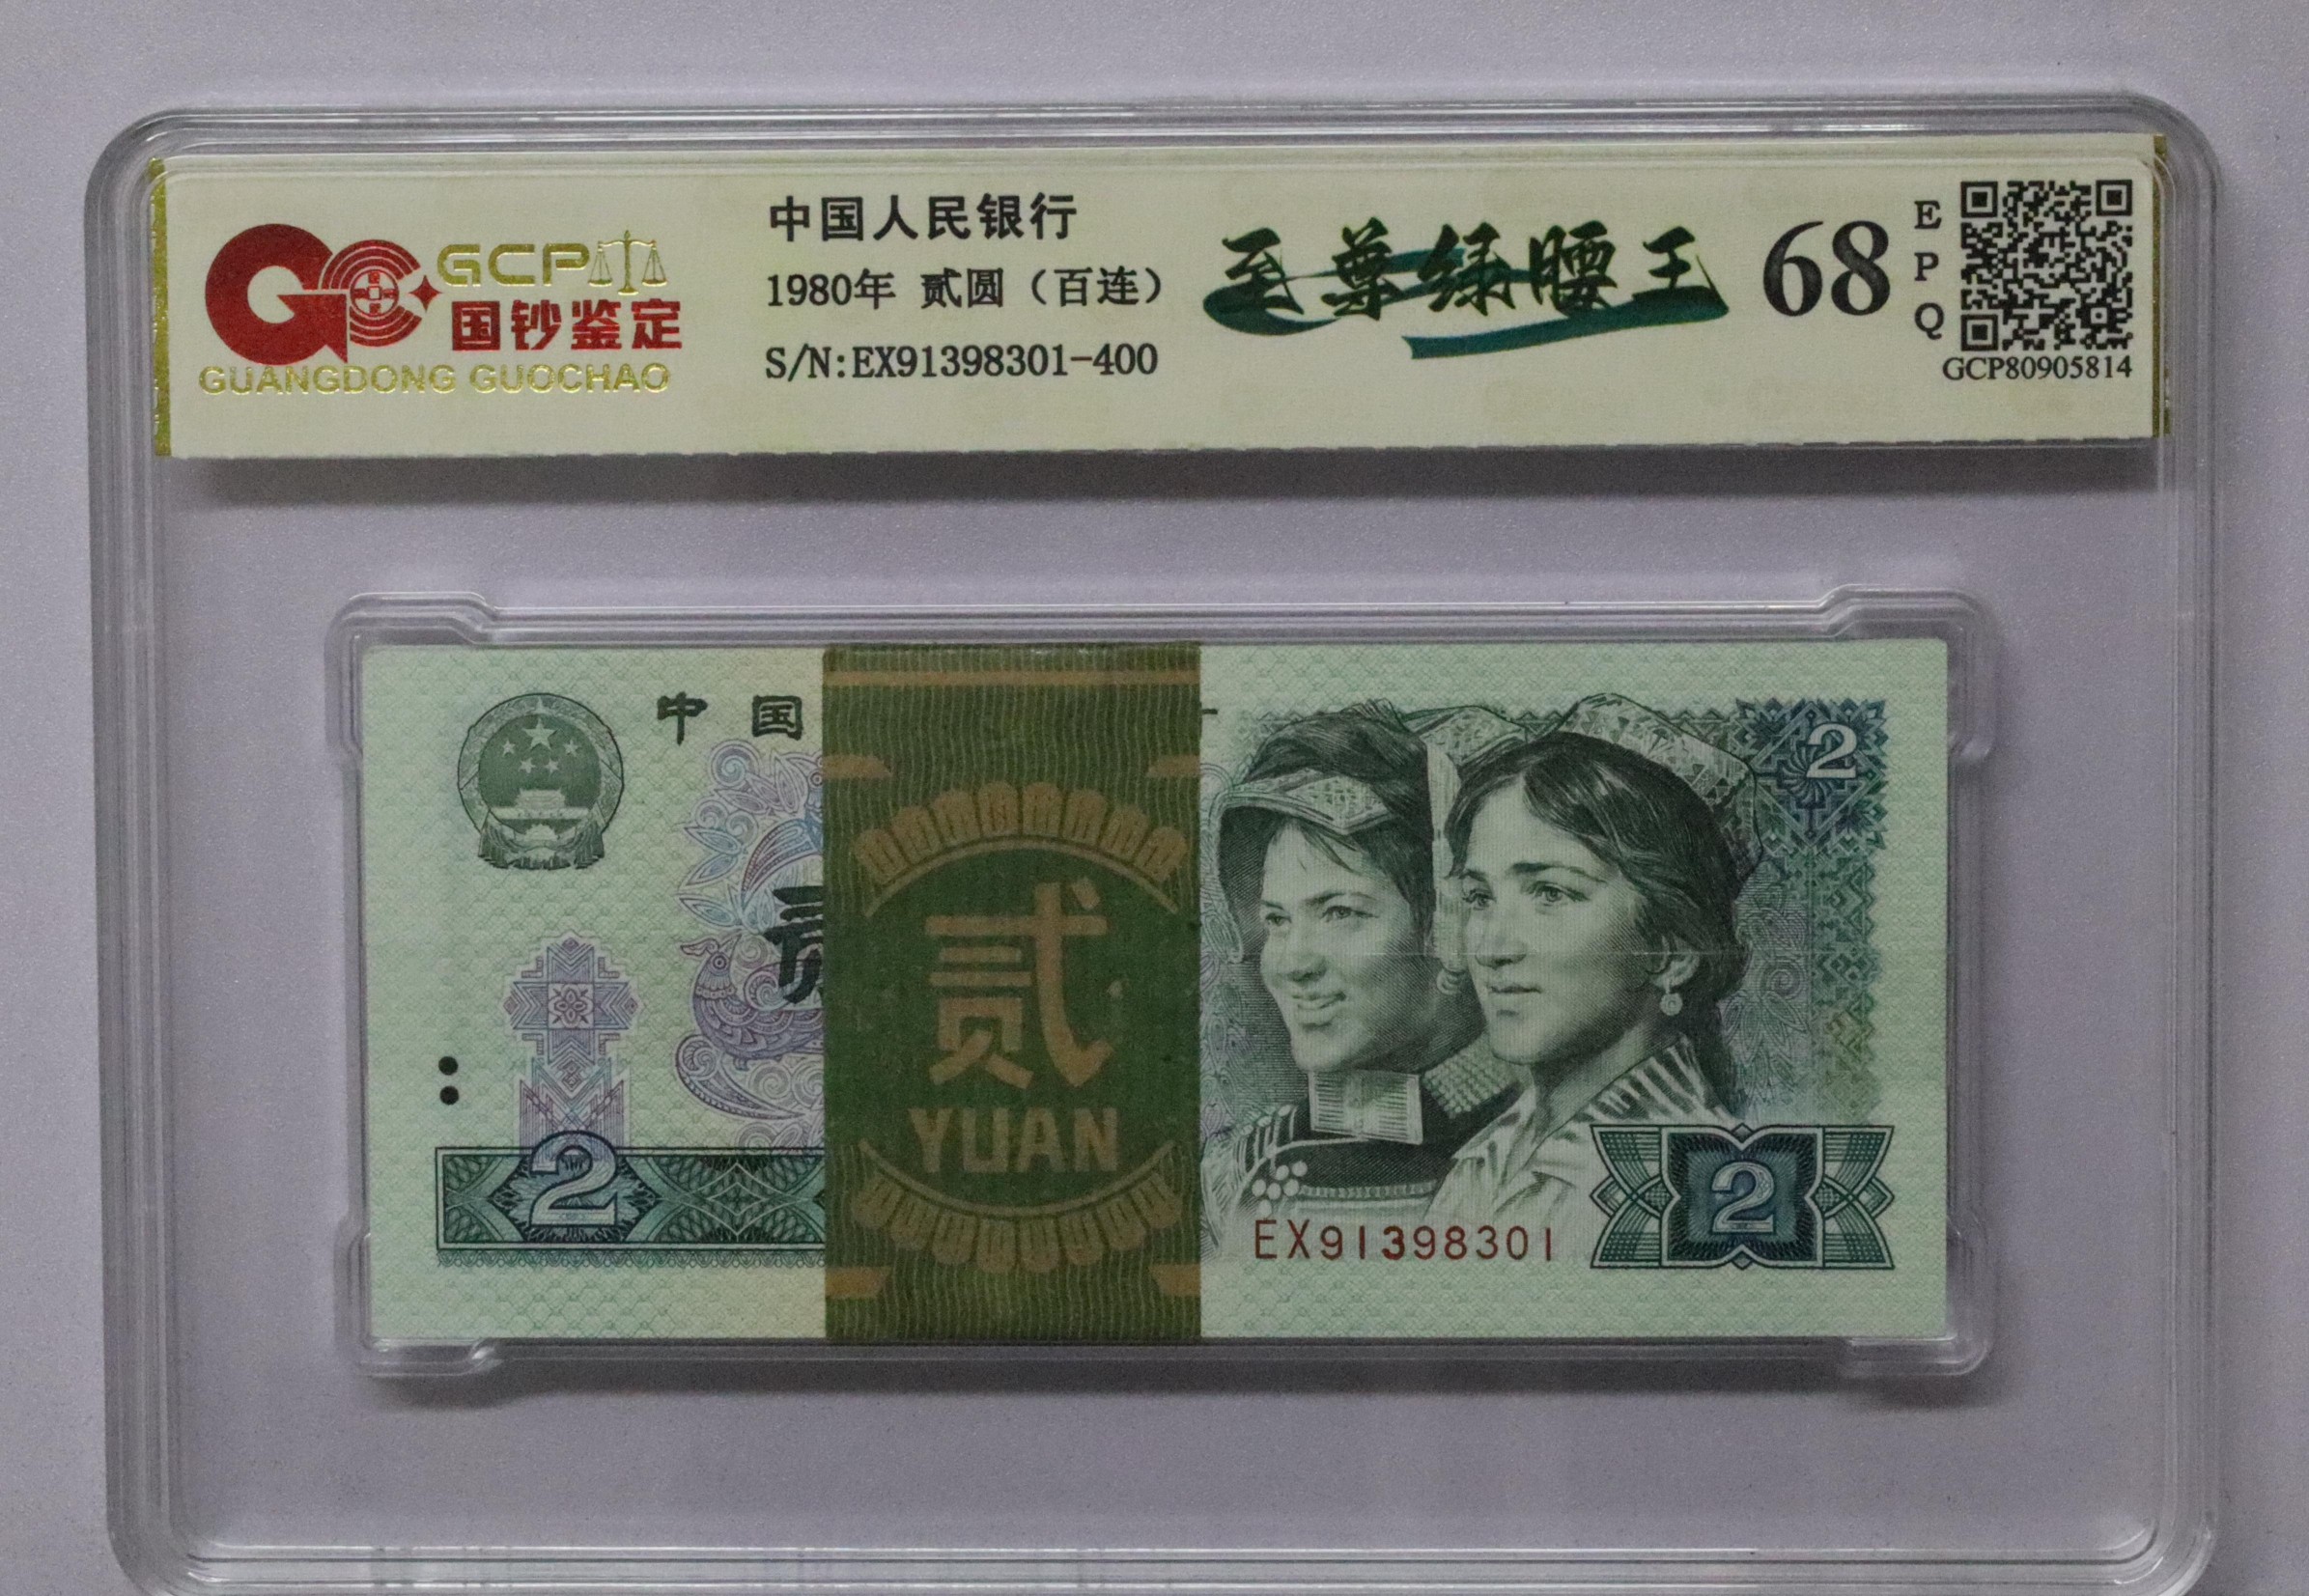 GCP
国钞鉴定
GUANGDONG GUOCHAO
中国人民银行
1980年 贰圆（百连）
S/N:EX91398301-400
至尊绿腰王
68
E
P
Q
GCP80905814
中国
2
贰
YUAN
2
EX91398301
2